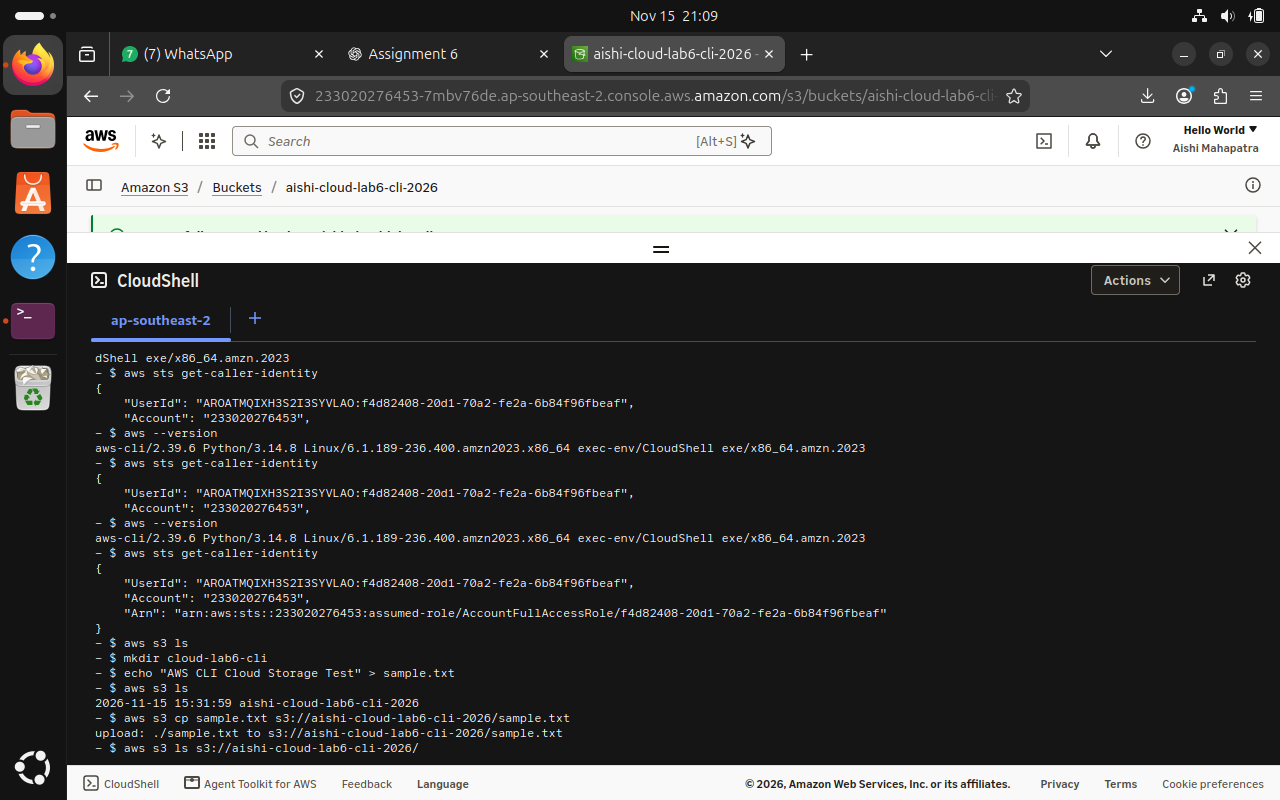 Nov 15 21:09
7 (7) WhatsApp
Assignment 6
aishi-cloud-lab6-cli-2026 -
233020276453-7mbv76de.ap-southeast-2.console.aws.amazon.com/s3/buckets/aishi-cloud-lab6-cli-
aws
Search
[Alt+S]
Hello World
Aishi Mahapatra
Amazon S3 / Buckets / aishi-cloud-lab6-cli-2026
CloudShell
Actions
ap-southeast-2
dShell exe/x86_64.amzn.2023
~ $ aws sts get-caller-identity
{
"UserId": "AROATMQIXH3S2I3SYVLAO:f4d82408-20d1-70a2-fe2a-6b84f96fbeaf",
"Account": "233020276453",
~ $ aws --version
aws-cli/2.39.6 Python/3.14.8 Linux/6.1.189-236.400.amzn2023.x86_64 exec-env/CloudShell exe/x86_64.amzn.2023
~ $ aws sts get-caller-identity
{
"UserId": "AROATMQIXH3S2I3SYVLAO:f4d82408-20d1-70a2-fe2a-6b84f96fbeaf",
"Account": "233020276453",
~ $ aws --version
aws-cli/2.39.6 Python/3.14.8 Linux/6.1.189-236.400.amzn2023.x86_64 exec-env/CloudShell exe/x86_64.amzn.2023
~ $ aws sts get-caller-identity
{
"UserId": "AROATMQIXH3S2I3SYVLAO:f4d82408-20d1-70a2-fe2a-6b84f96fbeaf",
"Account": "233020276453",
"Arn": "arn:aws:sts::233020276453:assumed-role/AccountFullAccessRole/f4d82408-20d1-70a2-fe2a-6b84f96fbeaf"
}
~ $ aws s3 ls
~ $ mkdir cloud-lab6-cli
~ $ echo "AWS CLI Cloud Storage Test" > sample.txt
~ $ aws s3 ls
2026-11-15 15:31:59 aishi-cloud-lab6-cli-2026
~ $ aws s3 cp sample.txt s3://aishi-cloud-lab6-cli-2026/sample.txt
upload: ./sample.txt to s3://aishi-cloud-lab6-cli-2026/sample.txt
~ $ aws s3 ls s3://aishi-cloud-lab6-cli-2026/
CloudShell Agent Toolkit for AWS Feedback Language © 2026, Amazon Web Services, Inc. or its affiliates. Privacy Terms Cookie preferences